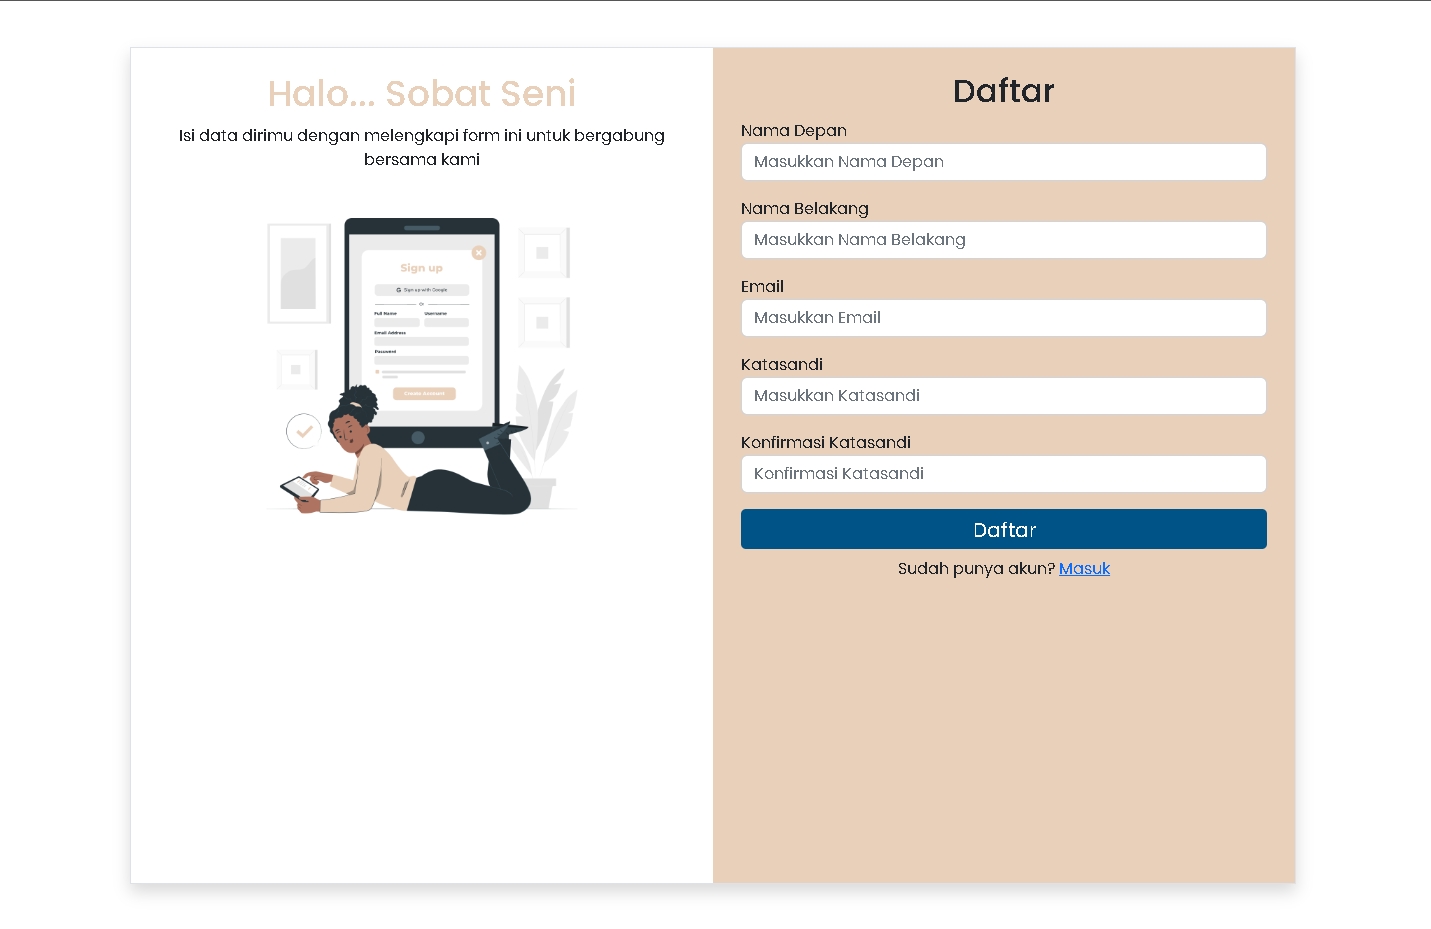 Halo... Sobat Seni
Isi data dirimu dengan melengkapi form ini untuk bergabung
bersama kami
Sign up
G Sign up with Google
Or
Full Name Username
Email Address
Password
Create Account
Daftar
Nama Depan
Masukkan Nama Depan
Nama Belakang
Masukkan Nama Belakang
Email
Masukkan Email
Katasandi
Masukkan Katasandi
Konfirmasi Katasandi
Konfirmasi Katasandi
Daftar
Sudah punya akun? Masuk